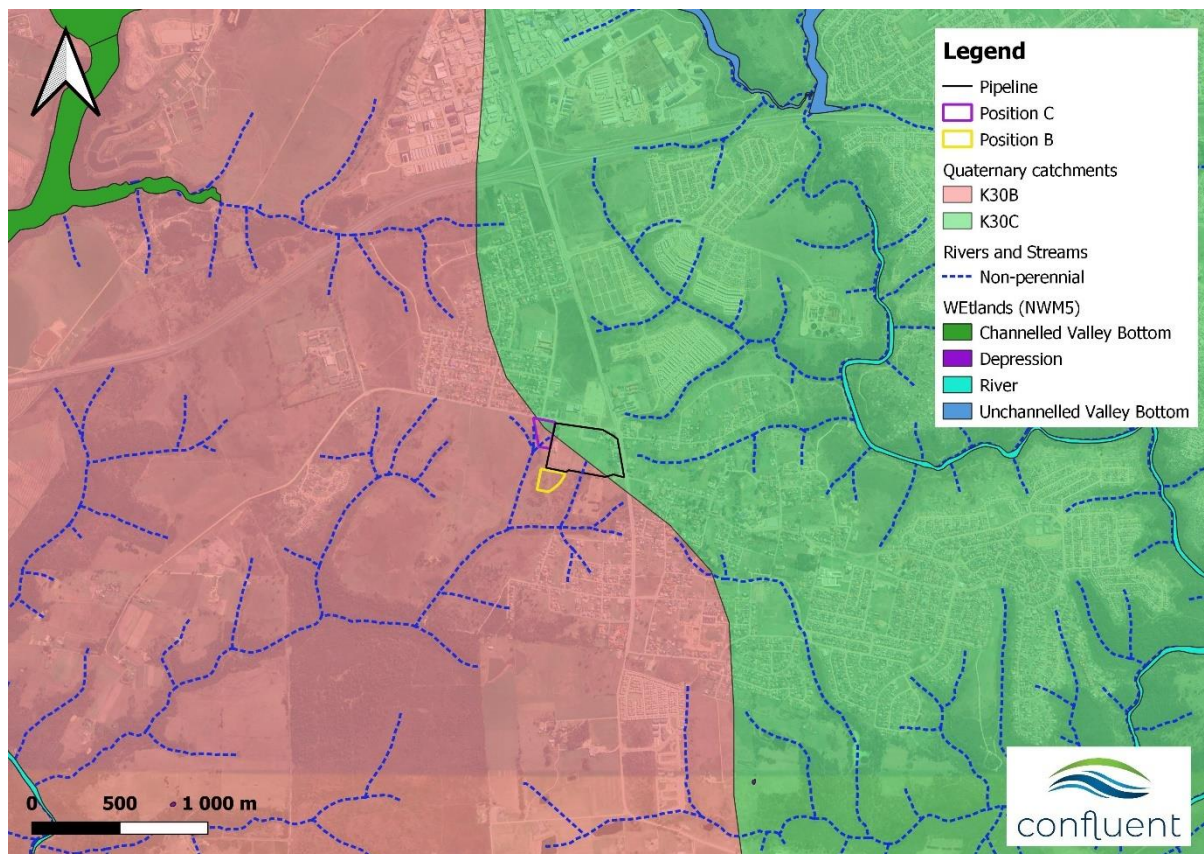 Legend
Pipeline
Position C
Position B
Quaternary catchments
K30B
K30C
Rivers and Streams
Non-perennial
WEtlands (NWM5)
Channelled Valley Bottom
Depression
River
Unchannelled Valley Bottom
0 500 1 000 m
confluent